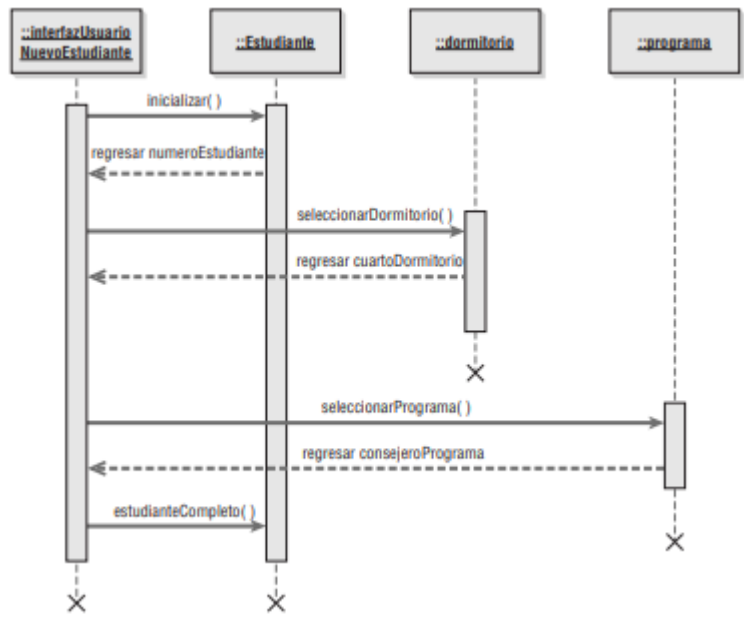 ::interfazUsuario
NuevoEstudiante
::Estudiante
::dormitorio
::programa
inicializar( )
regresar numeroEstudiante
seleccionarDormitorio( )
regresar cuartoDormitorio
seleccionarPrograma( )
regresar consejeroPrograma
estudianteCompleto( )